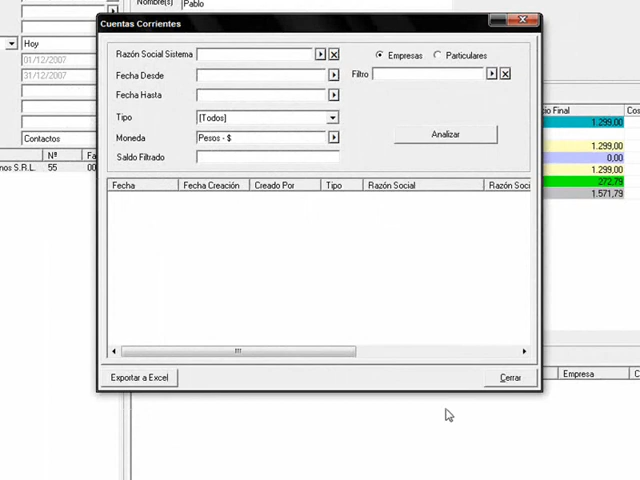 Nombre(s) Pablo
Cuentas Corrientes
Hoy
01/12/2007
31/12/2007
Contactos
Nº
S.R.L. 55
Razón Social Sistema
Empresas
Particulares
Fecha Desde
Filtro
Fecha Hasta
Tipo [Todos]
Moneda Pesos - $
Analizar
Saldo Filtrado
Fecha Fecha Creación Creado Por Tipo Razón Social Razón Soci
Final
1.299,00
1.299,00
0,00
1.299,00
272,79
1.571,79
Exportar a Excel
Cerrar
Empresa